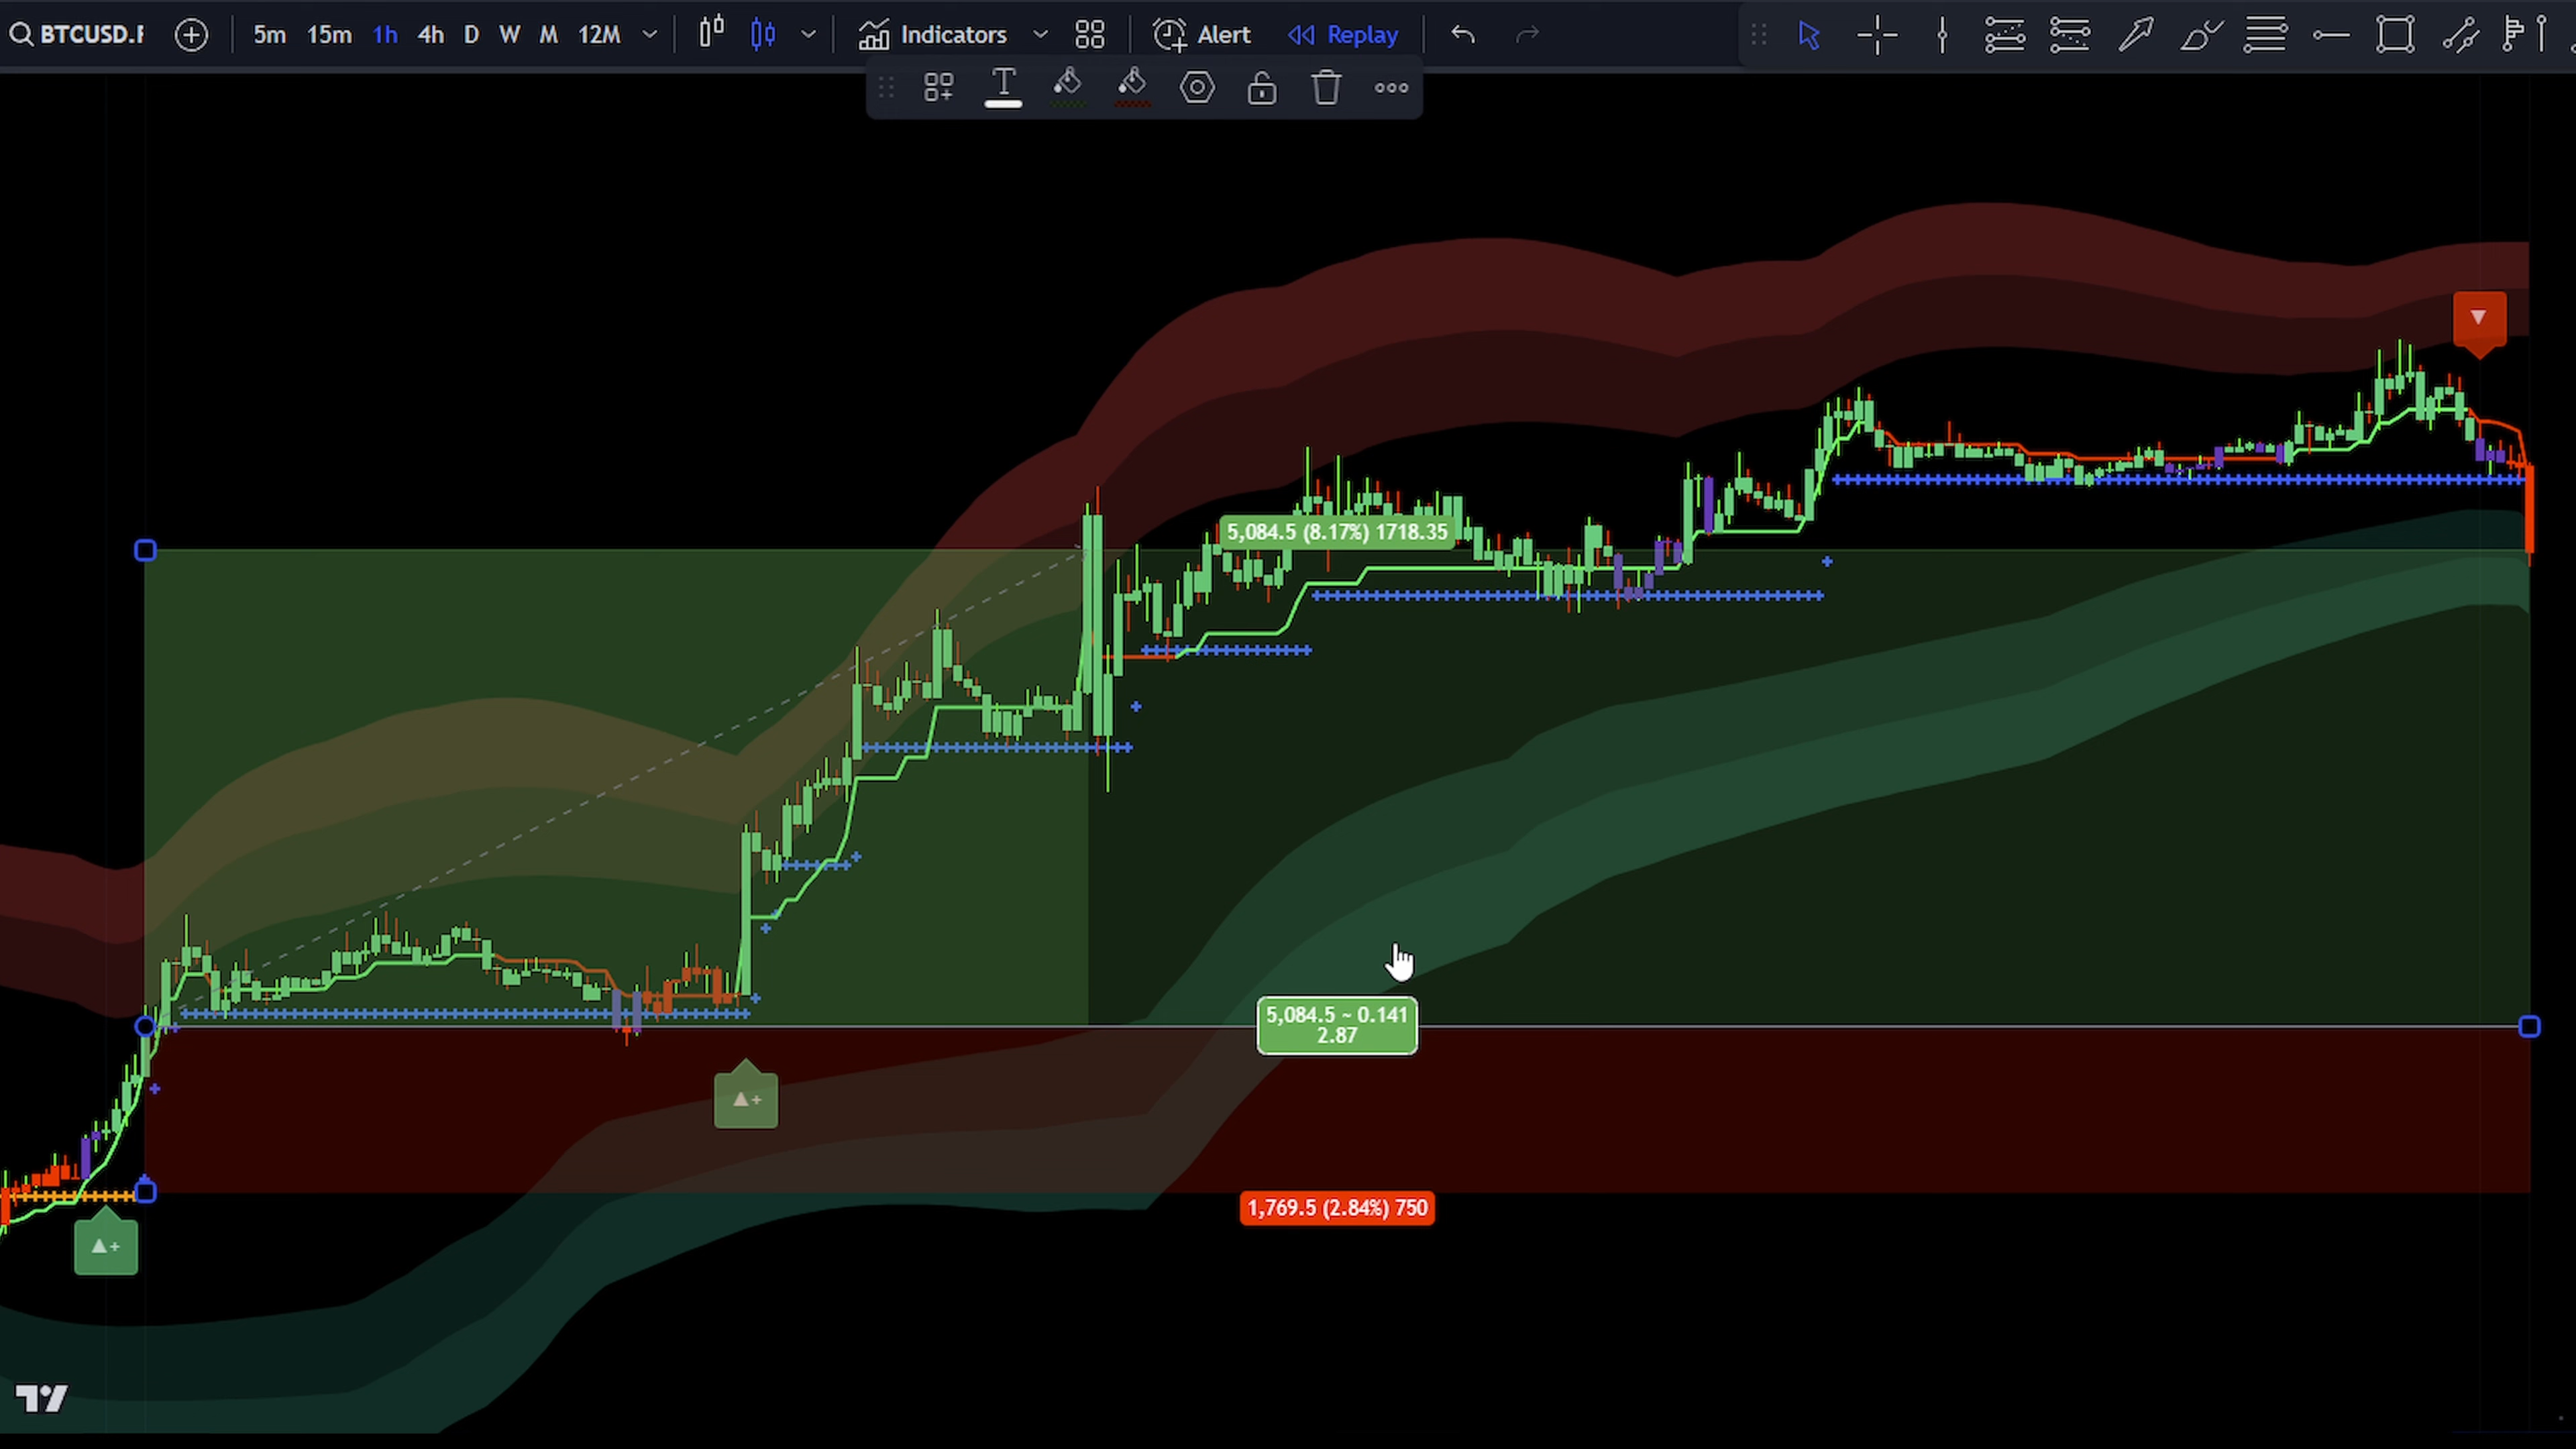 BTCUSD.F
5m 15m 1h 4h D W M 12M
Indicators
Alert
Replay
T
5,084.5 (8.17%) 1718.35
5,084.5 ~ 0.141
2.87
1,769.5 (2.84%) 750